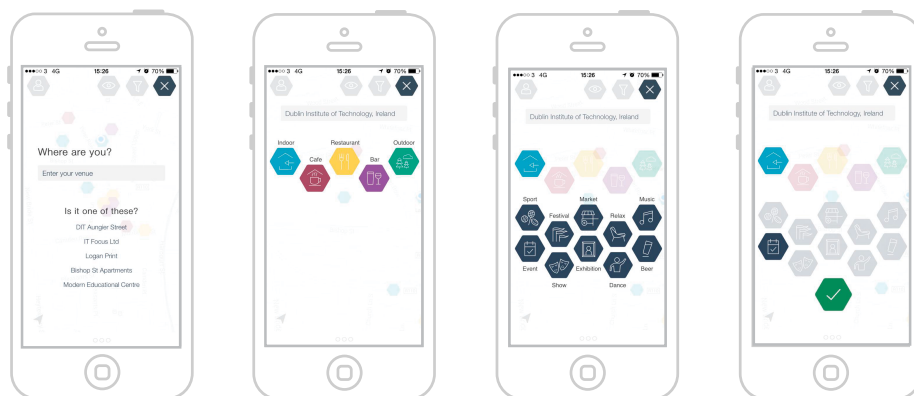 3 4G 15:26 70%
Where are you?
Enter your venue
Is it one of these?
DIT Aungier Street
IT Focus Ltd
Logan Print
Bishop St Apartments
Modern Educational Centre
3 4G 15:26 70%
Dublin Institute of Technology, Ireland
Indoor Restaurant Outdoor
Cafe Bar
3 4G 15:26 70%
Dublin Institute of Technology, Ireland
Sport Market Music
Festival Relax
Event Exhibition Beer
Show Dance
3 4G 15:26 70%
Dublin Institute of Technology, Ireland